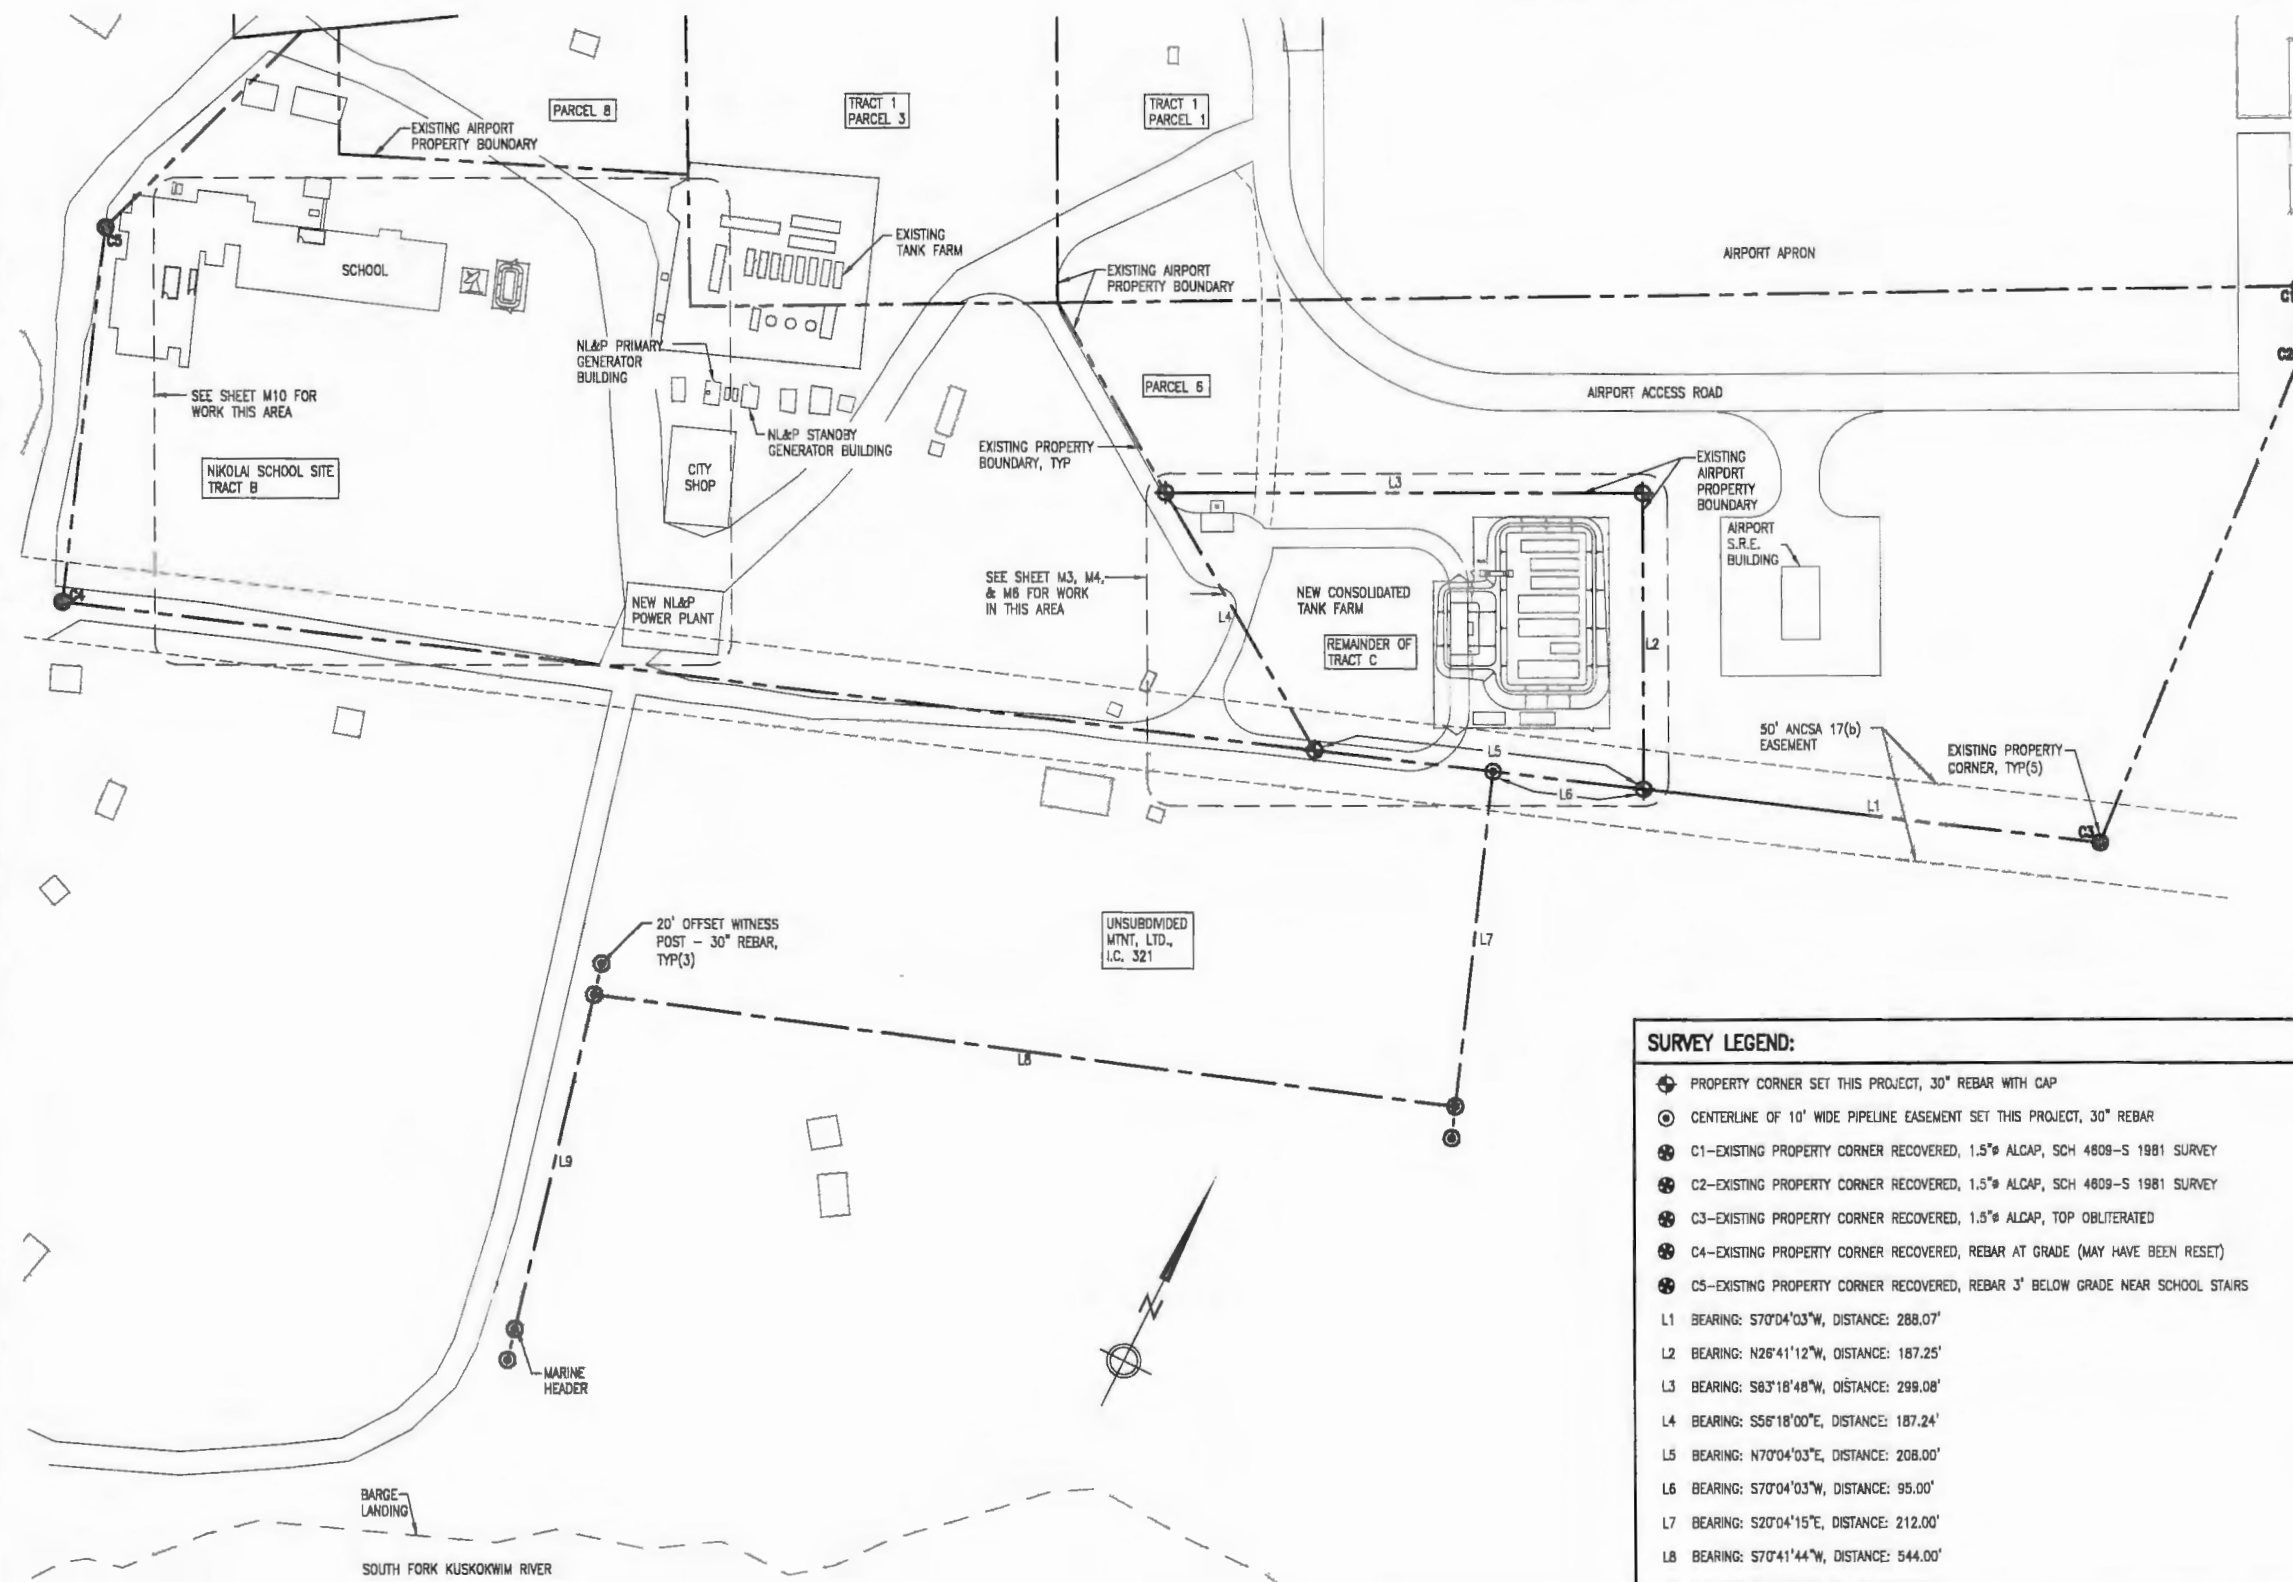 PARCEL 8
TRACT 1
PARCEL 3
TRACT 1
PARCEL 1
EXISTING AIRPORT
PROPERTY BOUNDARY
C5
SCHOOL
EXISTING
TANK FARM
EXISTING AIRPORT
PROPERTY BOUNDARY
AIRPORT APRON
C1
C2
NL&P PRIMARY
GENERATOR
BUILDING
SEE SHEET M10 FOR
WORK THIS AREA
NL&P STANDBY
GENERATOR BUILDING
PARCEL 6
AIRPORT ACCESS ROAD
EXISTING PROPERTY
BOUNDARY, TYP
NIKOLAI SCHOOL SITE
TRACT B
CITY
SHOP
L3
EXISTING
AIRPORT
PROPERTY
BOUNDARY
AIRPORT
S.R.E.
BUILDING
SEE SHEET M3, M4,
& M6 FOR WORK
IN THIS AREA
NEW CONSOLIDATED
TANK FARM
C4
NEW NL&P
POWER PLANT
L4
REMAINDER OF
TRACT C
L2
50' ANCSA 17(b)
EASEMENT
EXISTING PROPERTY
CORNER, TYP(5)
L5
L6
L1
C3
20' OFFSET WITNESS
POST - 30" REBAR,
TYP(3)
UNSUBDIVIDED
MTNT, LTD.,
I.C. 321
L7
L8
L9
N
MARINE
HEADER
BARGE
LANDING
SOUTH FORK KUSKOKWIM RIVER
SURVEY LEGEND:
PROPERTY CORNER SET THIS PROJECT, 30" REBAR WITH CAP
CENTERLINE OF 10' WIDE PIPELINE EASEMENT SET THIS PROJECT, 30" REBAR
C1-EXISTING PROPERTY CORNER RECOVERED, 1.5"ø ALCAP, SCH 4609-S 1981 SURVEY
C2-EXISTING PROPERTY CORNER RECOVERED, 1.5"ø ALCAP, SCH 4609-S 1981 SURVEY
C3-EXISTING PROPERTY CORNER RECOVERED, 1.5"ø ALCAP, TOP OBLITERATED
C4-EXISTING PROPERTY CORNER RECOVERED, REBAR AT GRADE (MAY HAVE BEEN RESET)
C5-EXISTING PROPERTY CORNER RECOVERED, REBAR 3' BELOW GRADE NEAR SCHOOL STAIRS
L1 BEARING: S70°04'03"W, DISTANCE: 288.07'
L2 BEARING: N26°41'12"W, DISTANCE: 187.25'
L3 BEARING: S63°18'48"W, DISTANCE: 299.08'
L4 BEARING: S56°18'00"E, DISTANCE: 187.24'
L5 BEARING: N70°04'03"E, DISTANCE: 208.00'
L6 BEARING: S70°04'03"W, DISTANCE: 95.00'
L7 BEARING: S20°04'15"E, DISTANCE: 212.00'
L8 BEARING: S70°41'44"W, DISTANCE: 544.00'